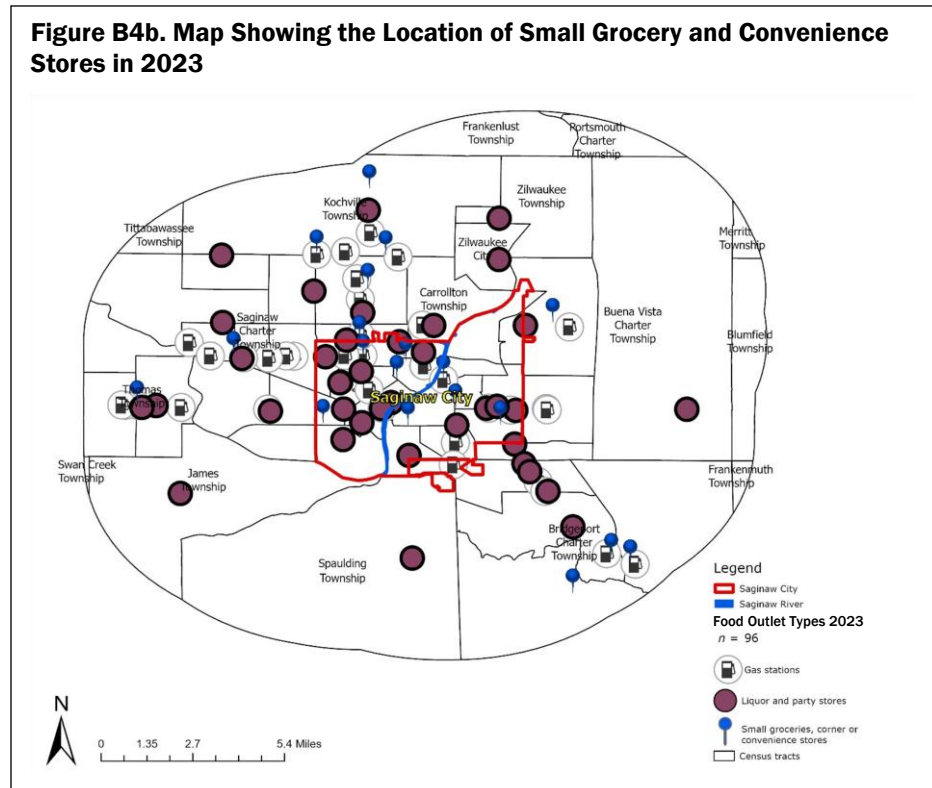 Figure B4b. Map Showing the Location of Small Grocery and Convenience
Stores in 2023
Frankenlust
Township
Portsmouth
Charter
Township
Kochville
Township
Zilwaukee
Township
Tittabawassee
Township
Zilwaukee
City
Merritt
Township
Carrollton
Township
Saginaw
Charter
Township
Buena Vista
Charter
Township
Blumfield
Township
Thomas
Township
Saginaw City
Swan Creek
Township
James
Township
Frankenmuth
Township
Spaulding
Township
Bridgeport
Charter
Township
Legend
Saginaw City
Saginaw River
Food Outlet Types 2023
n = 96
Gas stations
Liquor and party stores
Small groceries, corner or
convenience stores
Census tracts
N
0 1.35 2.7 5.4 Miles